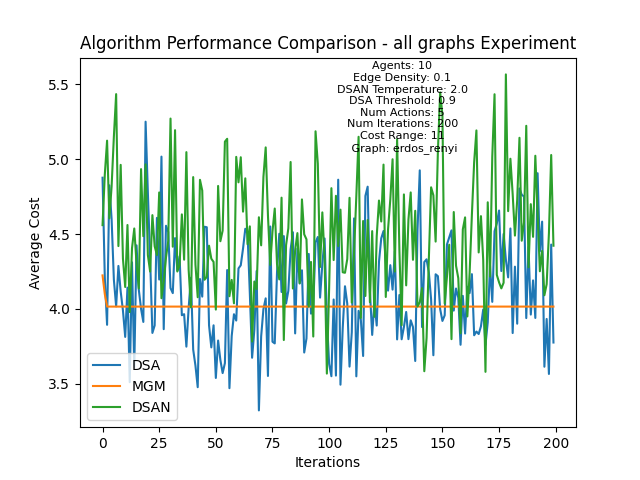 Algorithm Performance Comparison - all graphs Experiment
Agents: 10
Edge Density: 0.1
DSAN Temperature: 2.0
DSA Threshold: 0.9
Num Actions: 5
Num Iterations: 200
Cost Range: 11
Graph: erdos_renyi
5.5
5.0
4.5
4.0
3.5
Average Cost
DSA
MGM
DSAN
0
25
50
75
100
125
150
175
200
Iterations